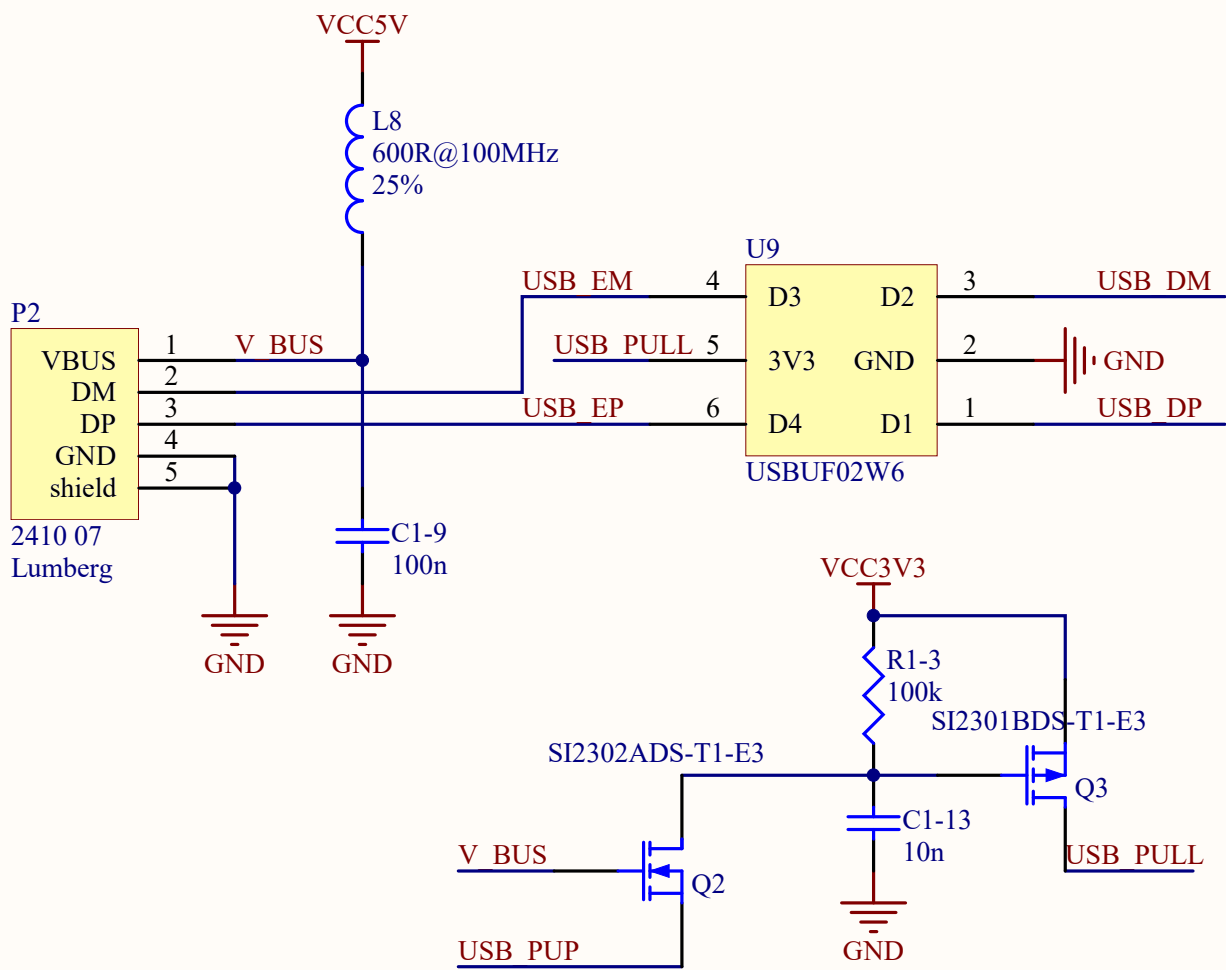 VCC5V
L8
600R@100MHz
25%
P2
VBUS
DM
DP
GND
shield
1
2
3
4
5
V_BUS
2410 07
Lumberg
GND
C1-9
100n
GND
U9
USB_EM
4
D3
D2
3
USB_DM
USB_PULL
5
3V3
GND
2
GND
USB_EP
6
D4
D1
1
USB_DP
USBUF02W6
VCC3V3
R1-3
100k
SI2301BDS-T1-E3
SI2302ADS-T1-E3
Q3
C1-13
10n
USB_PULL
V_BUS
Q2
USB_PUP
GND